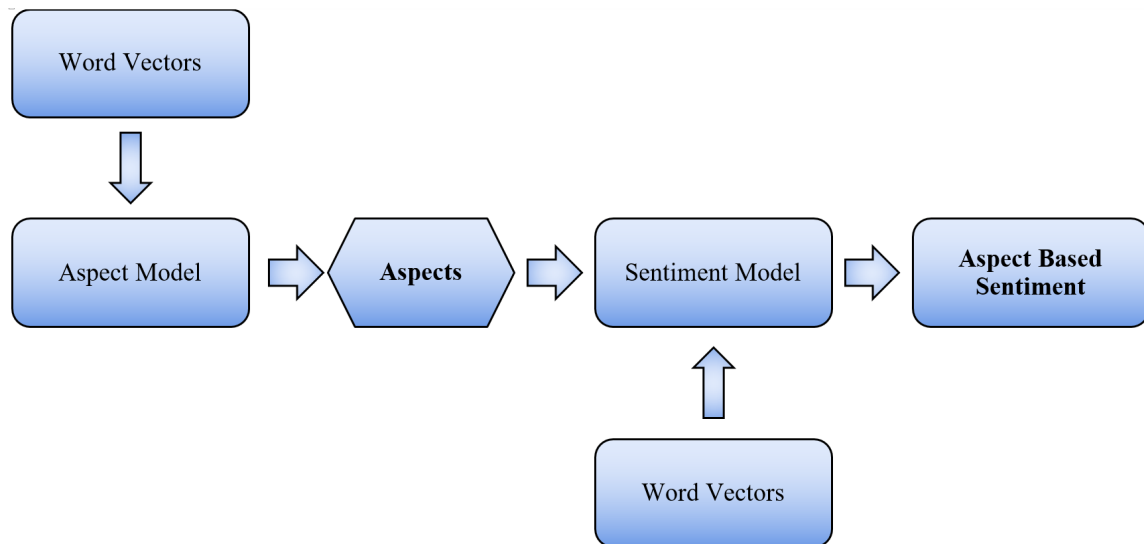 Word Vectors
Aspect Model
Aspects
Sentiment Model
Aspect Based
Sentiment
Word Vectors